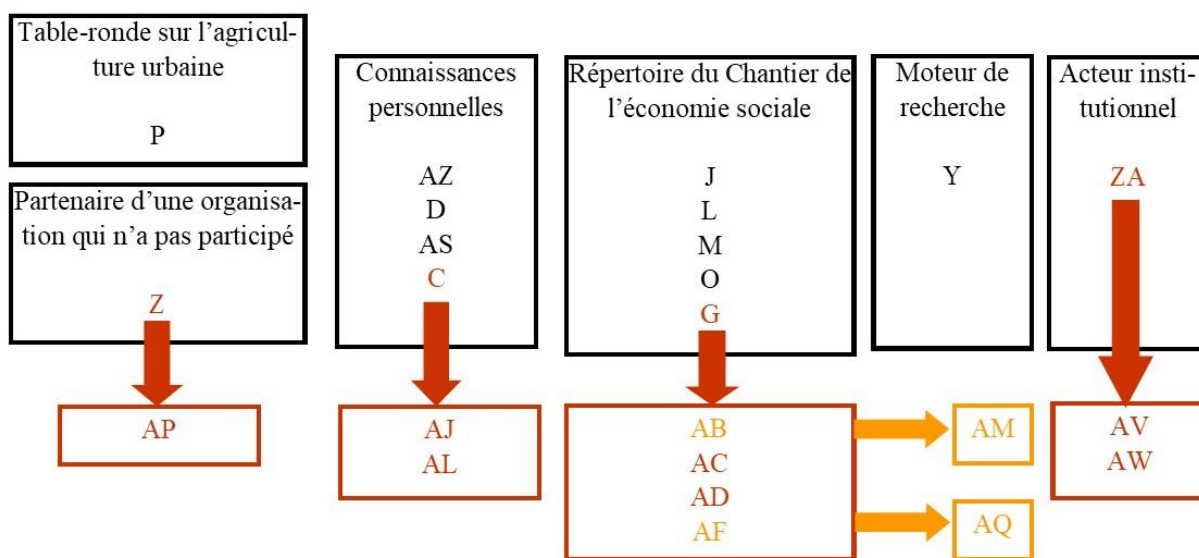 Table-ronde sur l’agricul-
ture urbaine
P
Partenaire d’une organisa-
tion qui n’a pas participé
Z
AP
Connaissances
personnelles
AZ
D
AS
C
AJ
AL
Répertoire du Chantier de
l’économie sociale
J
L
M
O
G
AB
AC
AD
AF
Moteur de
recherche
Y
AM
AQ
Acteur insti-
tutionnel
ZA
AV
AW